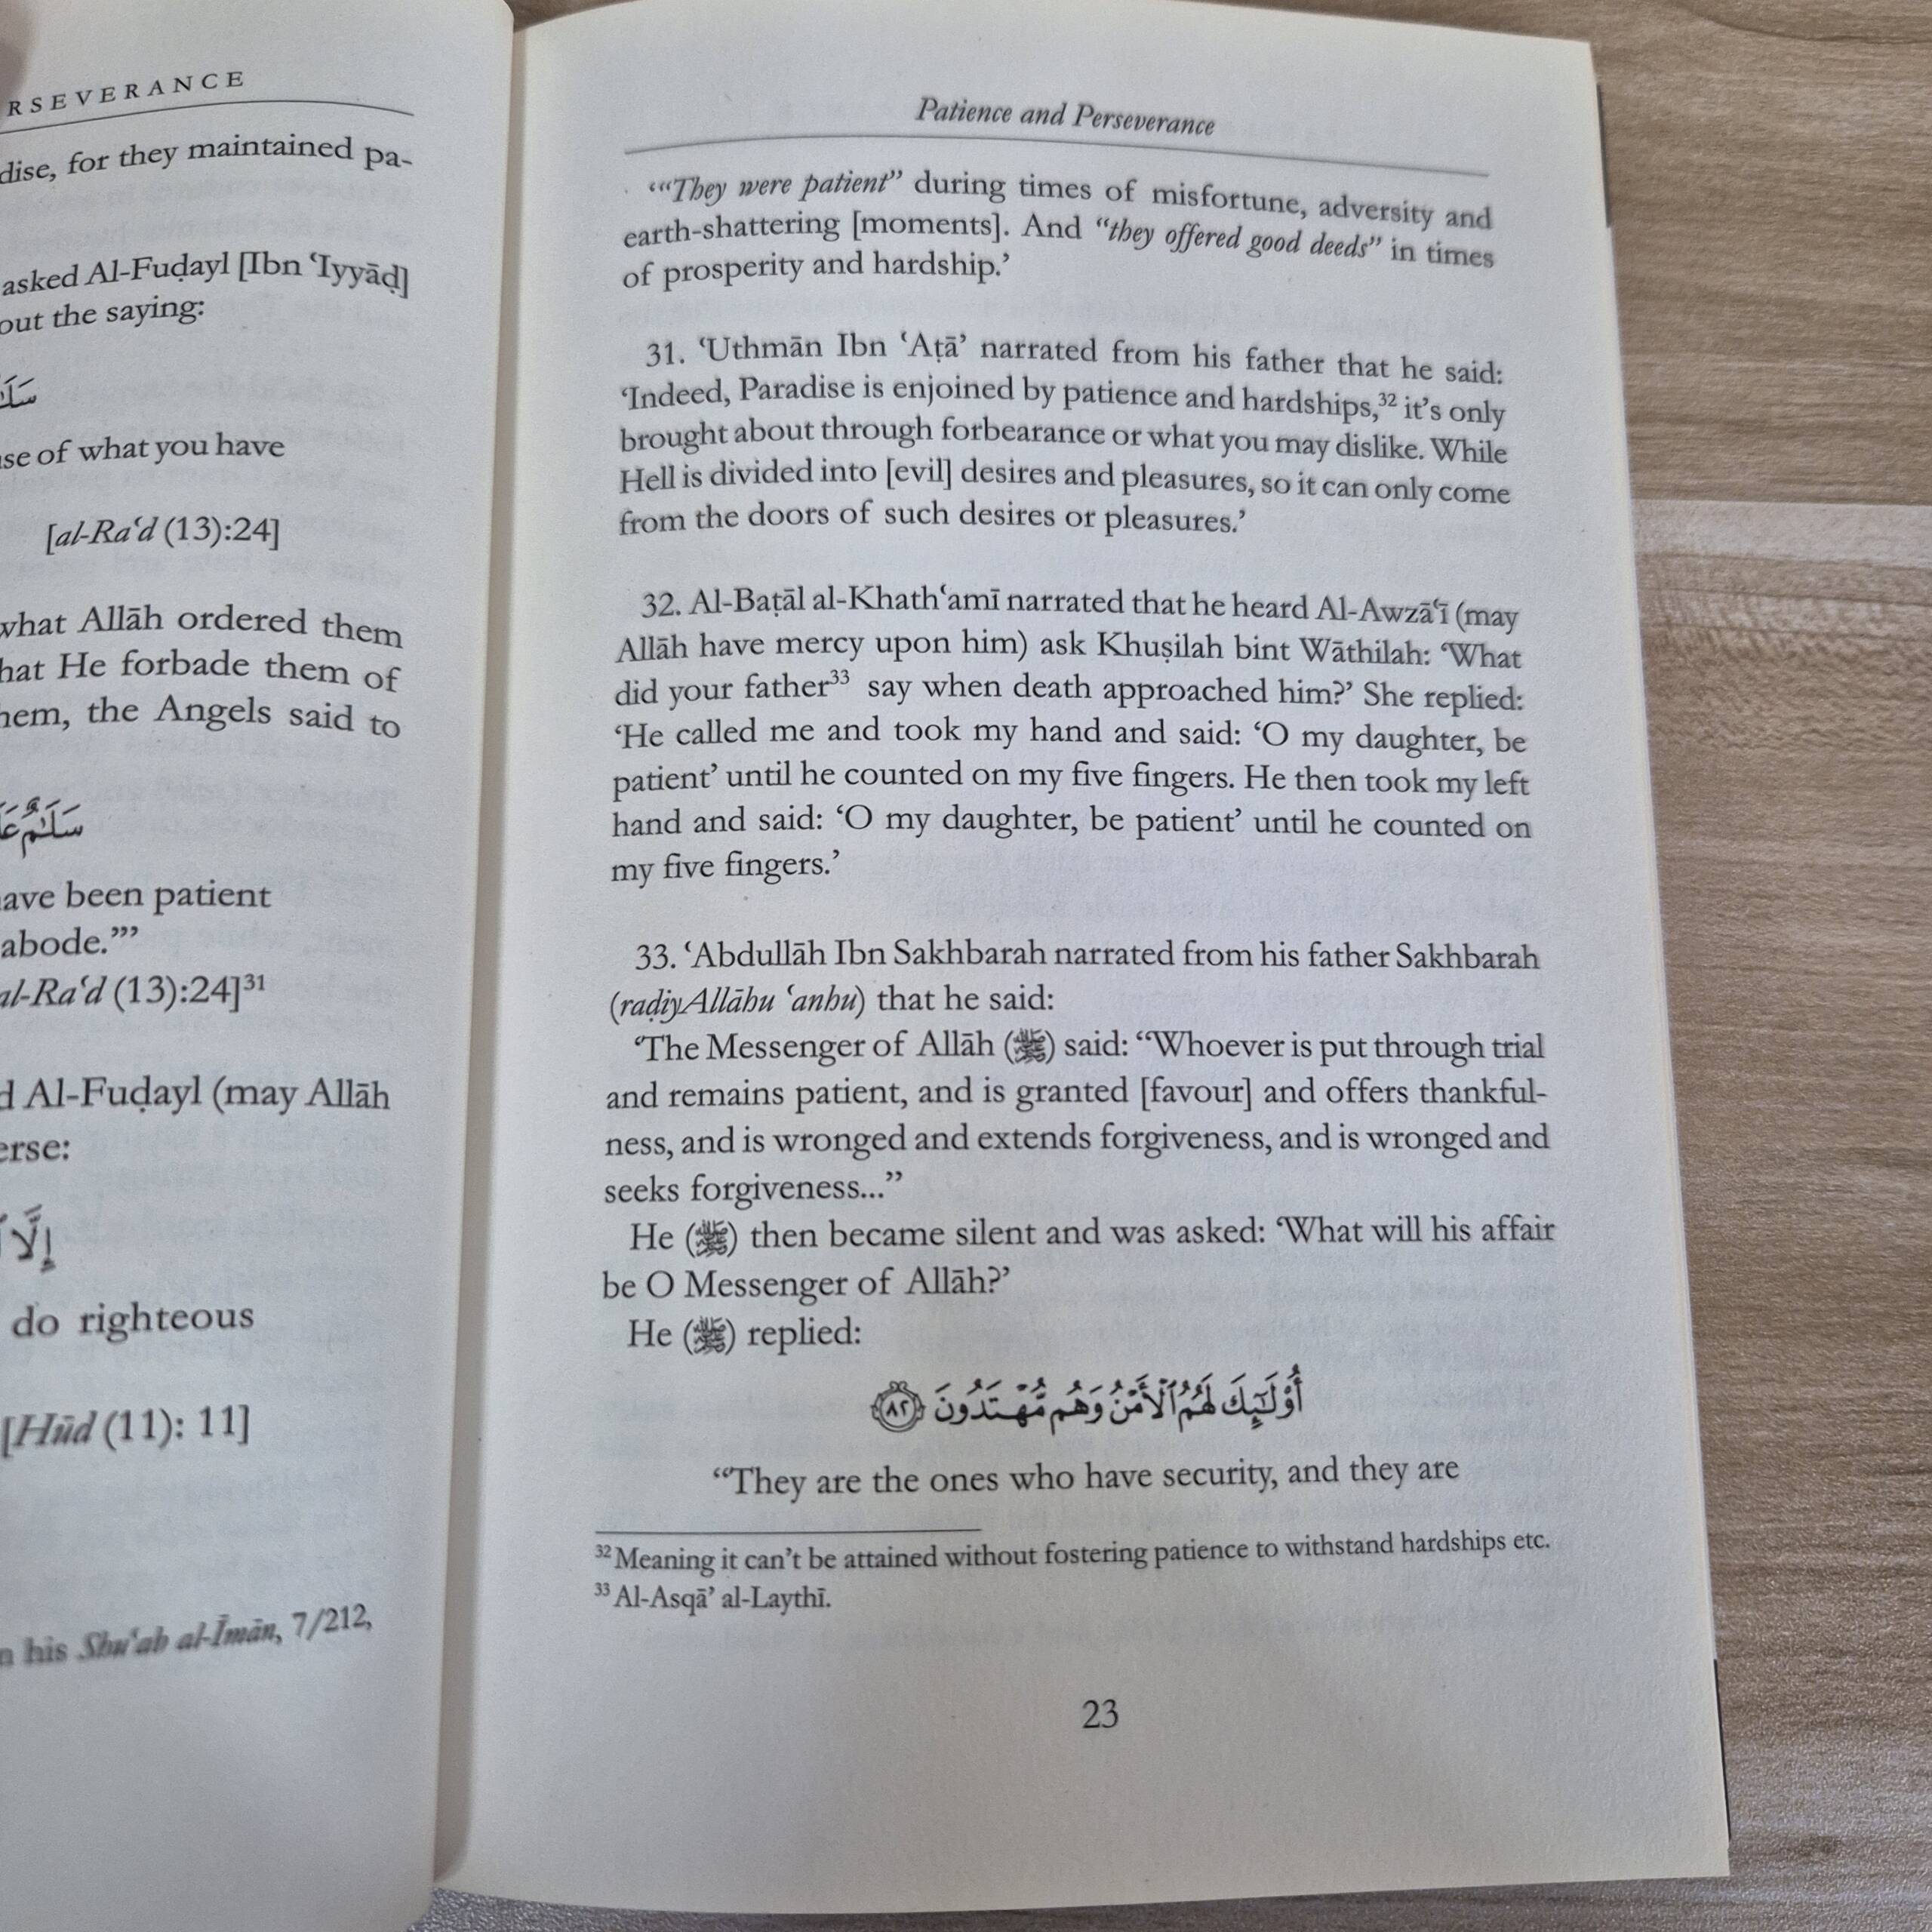 RSEVERANCE
dise, for they maintained pa-
asked Al-Fuḍayl [Ibn ‘Iyyāḍ]
out the saying:
se of what you have
[al-Ra‘d (13):24]
what Allāh ordered them
hat He forbade them of
hem, the Angels said to
have been patient
abode.”’
al-Ra‘d (13):24]³¹
d Al-Fuḍayl (may Allāh
erse:
إِلَّا
do righteous
[Hūd (11): 11]
n his Shu‘ab al-Īmān, 7/212,
Patience and Perseverance
‘“They were patient” during times of misfortune, adversity and
earth-shattering [moments]. And “they offered good deeds” in times
of prosperity and hardship.’
31. ‘Uthmān Ibn ‘Aṭā’ narrated from his father that he said:
‘Indeed, Paradise is enjoined by patience and hardships,³² it’s only
brought about through forbearance or what you may dislike. While
Hell is divided into [evil] desires and pleasures, so it can only come
from the doors of such desires or pleasures.’
32. Al-Baṭāl al-Khath‘amī narrated that he heard Al-Awzā‘ī (may
Allāh have mercy upon him) ask Khuṣilah bint Wāthilah: ‘What
did your father³³ say when death approached him?’ She replied:
‘He called me and took my hand and said: ‘O my daughter, be
patient’ until he counted on my five fingers. He then took my left
hand and said: ‘O my daughter, be patient’ until he counted on
my five fingers.’
33. ‘Abdullāh Ibn Sakhbarah narrated from his father Sakhbarah
(raḍiyAllāhu ‘anhu) that he said:
‘The Messenger of Allāh (ﷺ) said: “Whoever is put through trial
and remains patient, and is granted [favour] and offers thankful-
ness, and is wronged and extends forgiveness, and is wronged and
seeks forgiveness...”
He (ﷺ) then became silent and was asked: ‘What will his affair
be O Messenger of Allāh?’
He (ﷺ) replied:
أُوْلَـٰٓئِكَ لَهُمُ ٱلْأَمْنُ وَهُم مُّهْتَدُونَ ٨٢
“They are the ones who have security, and they are
³² Meaning it can’t be attained without fostering patience to withstand hardships etc.
³³ Al-Asqā’ al-Laythī.
23